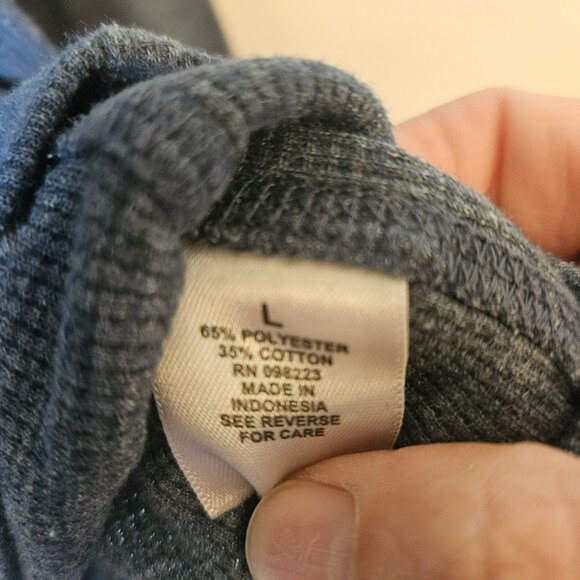 L
65% POLYESTER
35% COTTON
RN 098223
MADE IN
INDONESIA
SEE REVERSE
FOR CARE